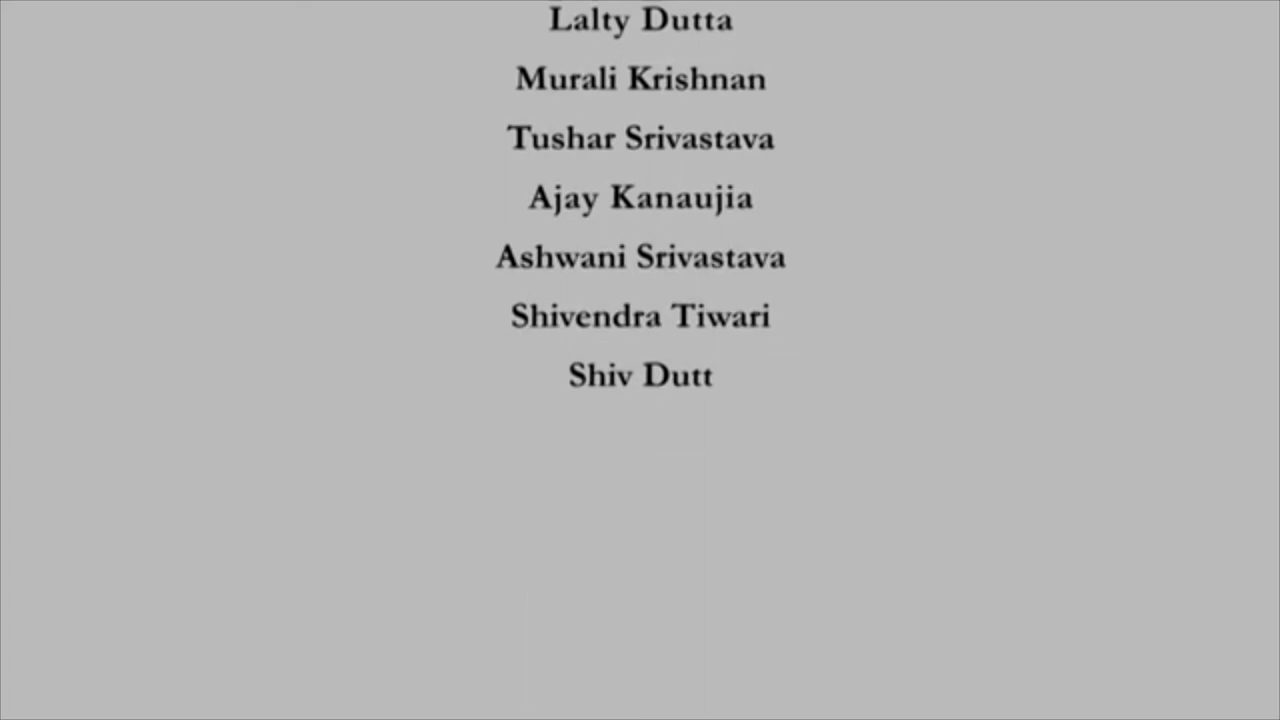 Lalty Dutta
Murali Krishnan
Tushar Srivastava
Ajay Kanaujia
Ashwani Srivastava
Shivendra Tiwari
Shiv Dutt